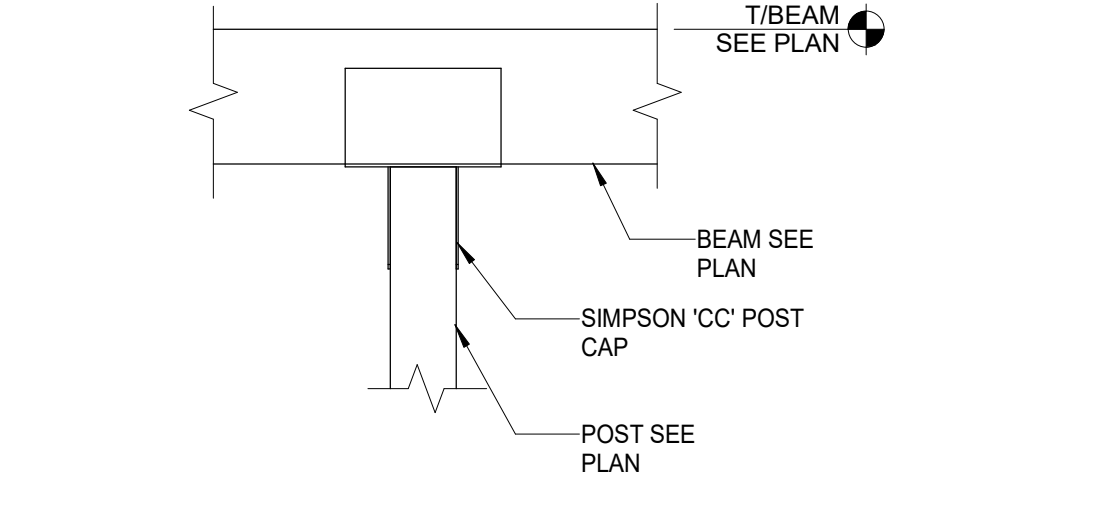 T/BEAM
SEE PLAN
BEAM SEE
PLAN
SIMPSON 'CC' POST
CAP
POST SEE
PLAN